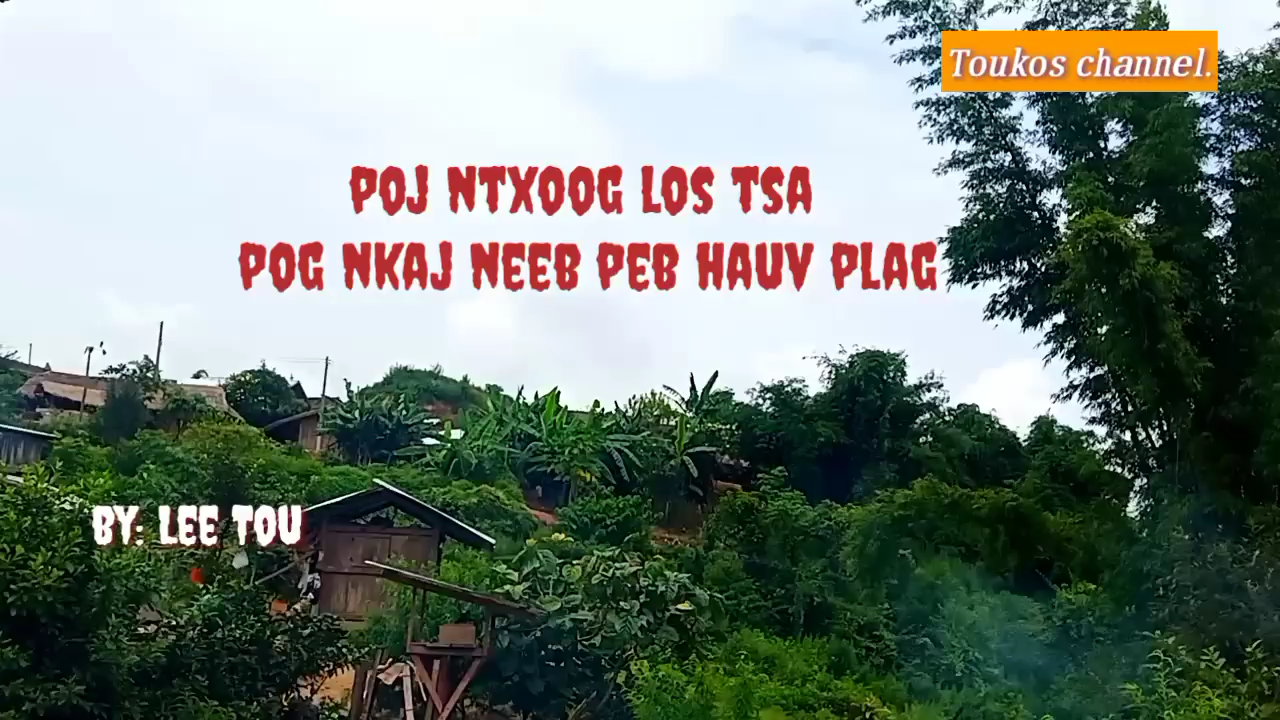 Toukos channel.
POJ NTXOOG LOS TSA
POG NKAJ NEEB PEB HAUV PLAG
BY: LEE TOU